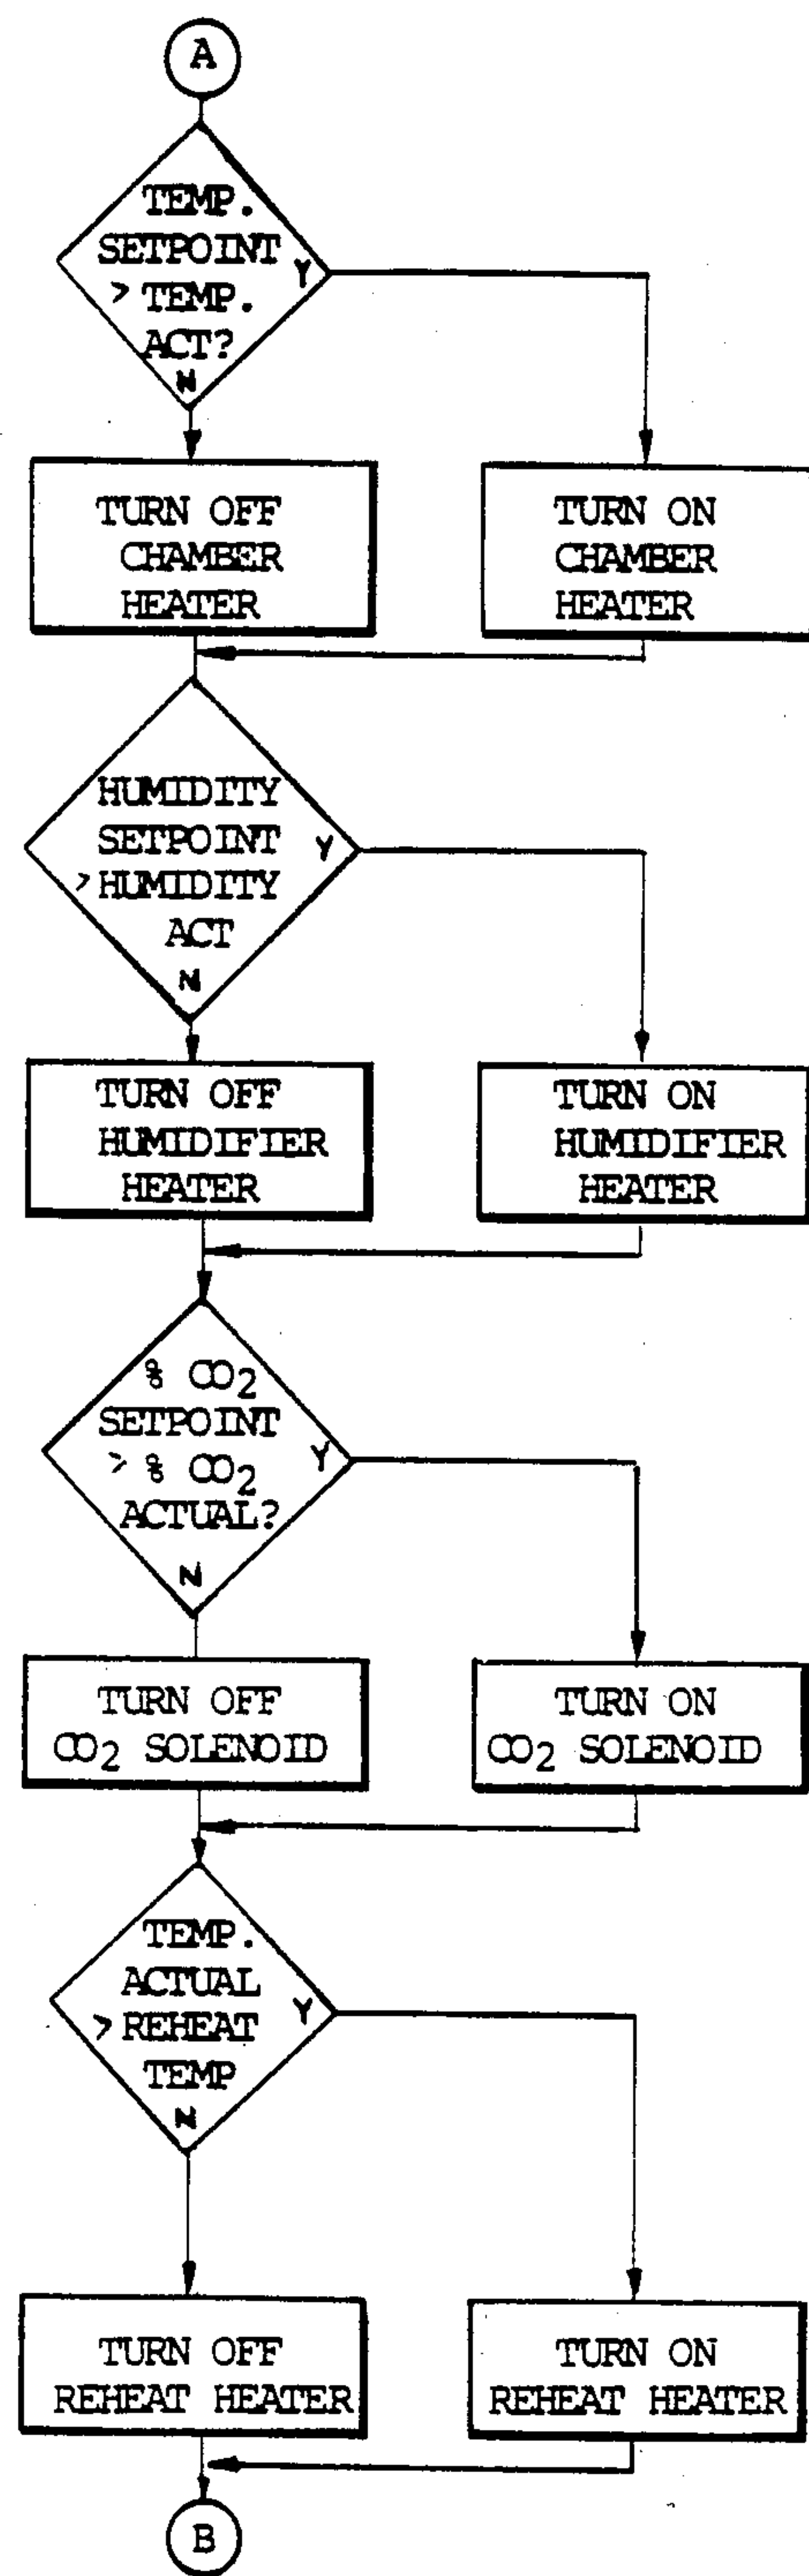 A
TEMP.
SETPOINT
> TEMP.
ACT?
Y
N
TURN OFF
CHAMBER
HEATER
TURN ON
CHAMBER
HEATER
HUMIDITY
SETPOINT
>HUMIDITY
ACT
Y
N
TURN OFF
HUMIDIFIER
HEATER
TURN ON
HUMIDIFIER
HEATER
% CO2
SETPOINT
> % CO2
ACTUAL?
Y
N
TURN OFF
CO2 SOLENOID
TURN ON
CO2 SOLENOID
TEMP.
ACTUAL
>REHEAT
TEMP
Y
N
TURN OFF
REHEAT HEATER
TURN ON
REHEAT HEATER
B